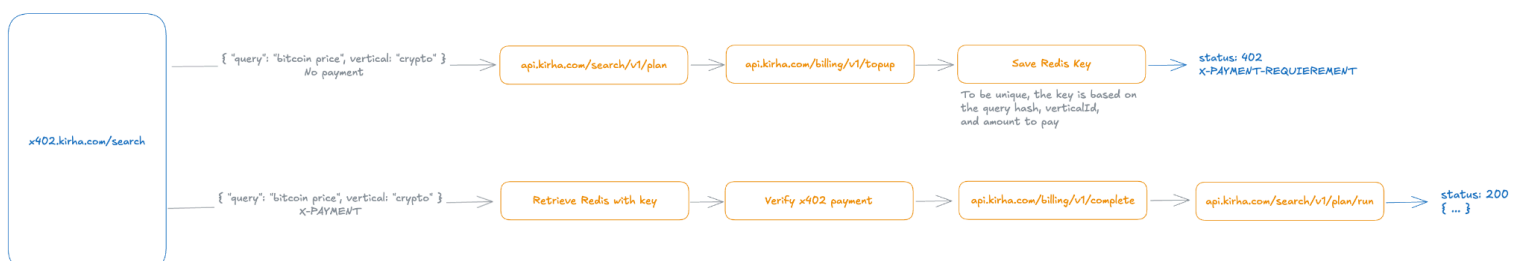 x402.kirha.com/search
{ "query": "bitcoin price", vertical: "crypto" }
No payment
api.kirha.com/search/v1/plan
api.kirha.com/billing/v1/topup
Save Redis Key
To be unique, the key is based on
the query hash, verticalId,
and amount to pay
status: 402
X-PAYMENT-REQUIEREMENT
{ "query": "bitcoin price", vertical: "crypto" }
X-PAYMENT
Retrieve Redis with key
Verify x402 payment
api.kirha.com/billing/v1/complete
api.kirha.com/search/v1/plan/run
status: 200
{ ... }